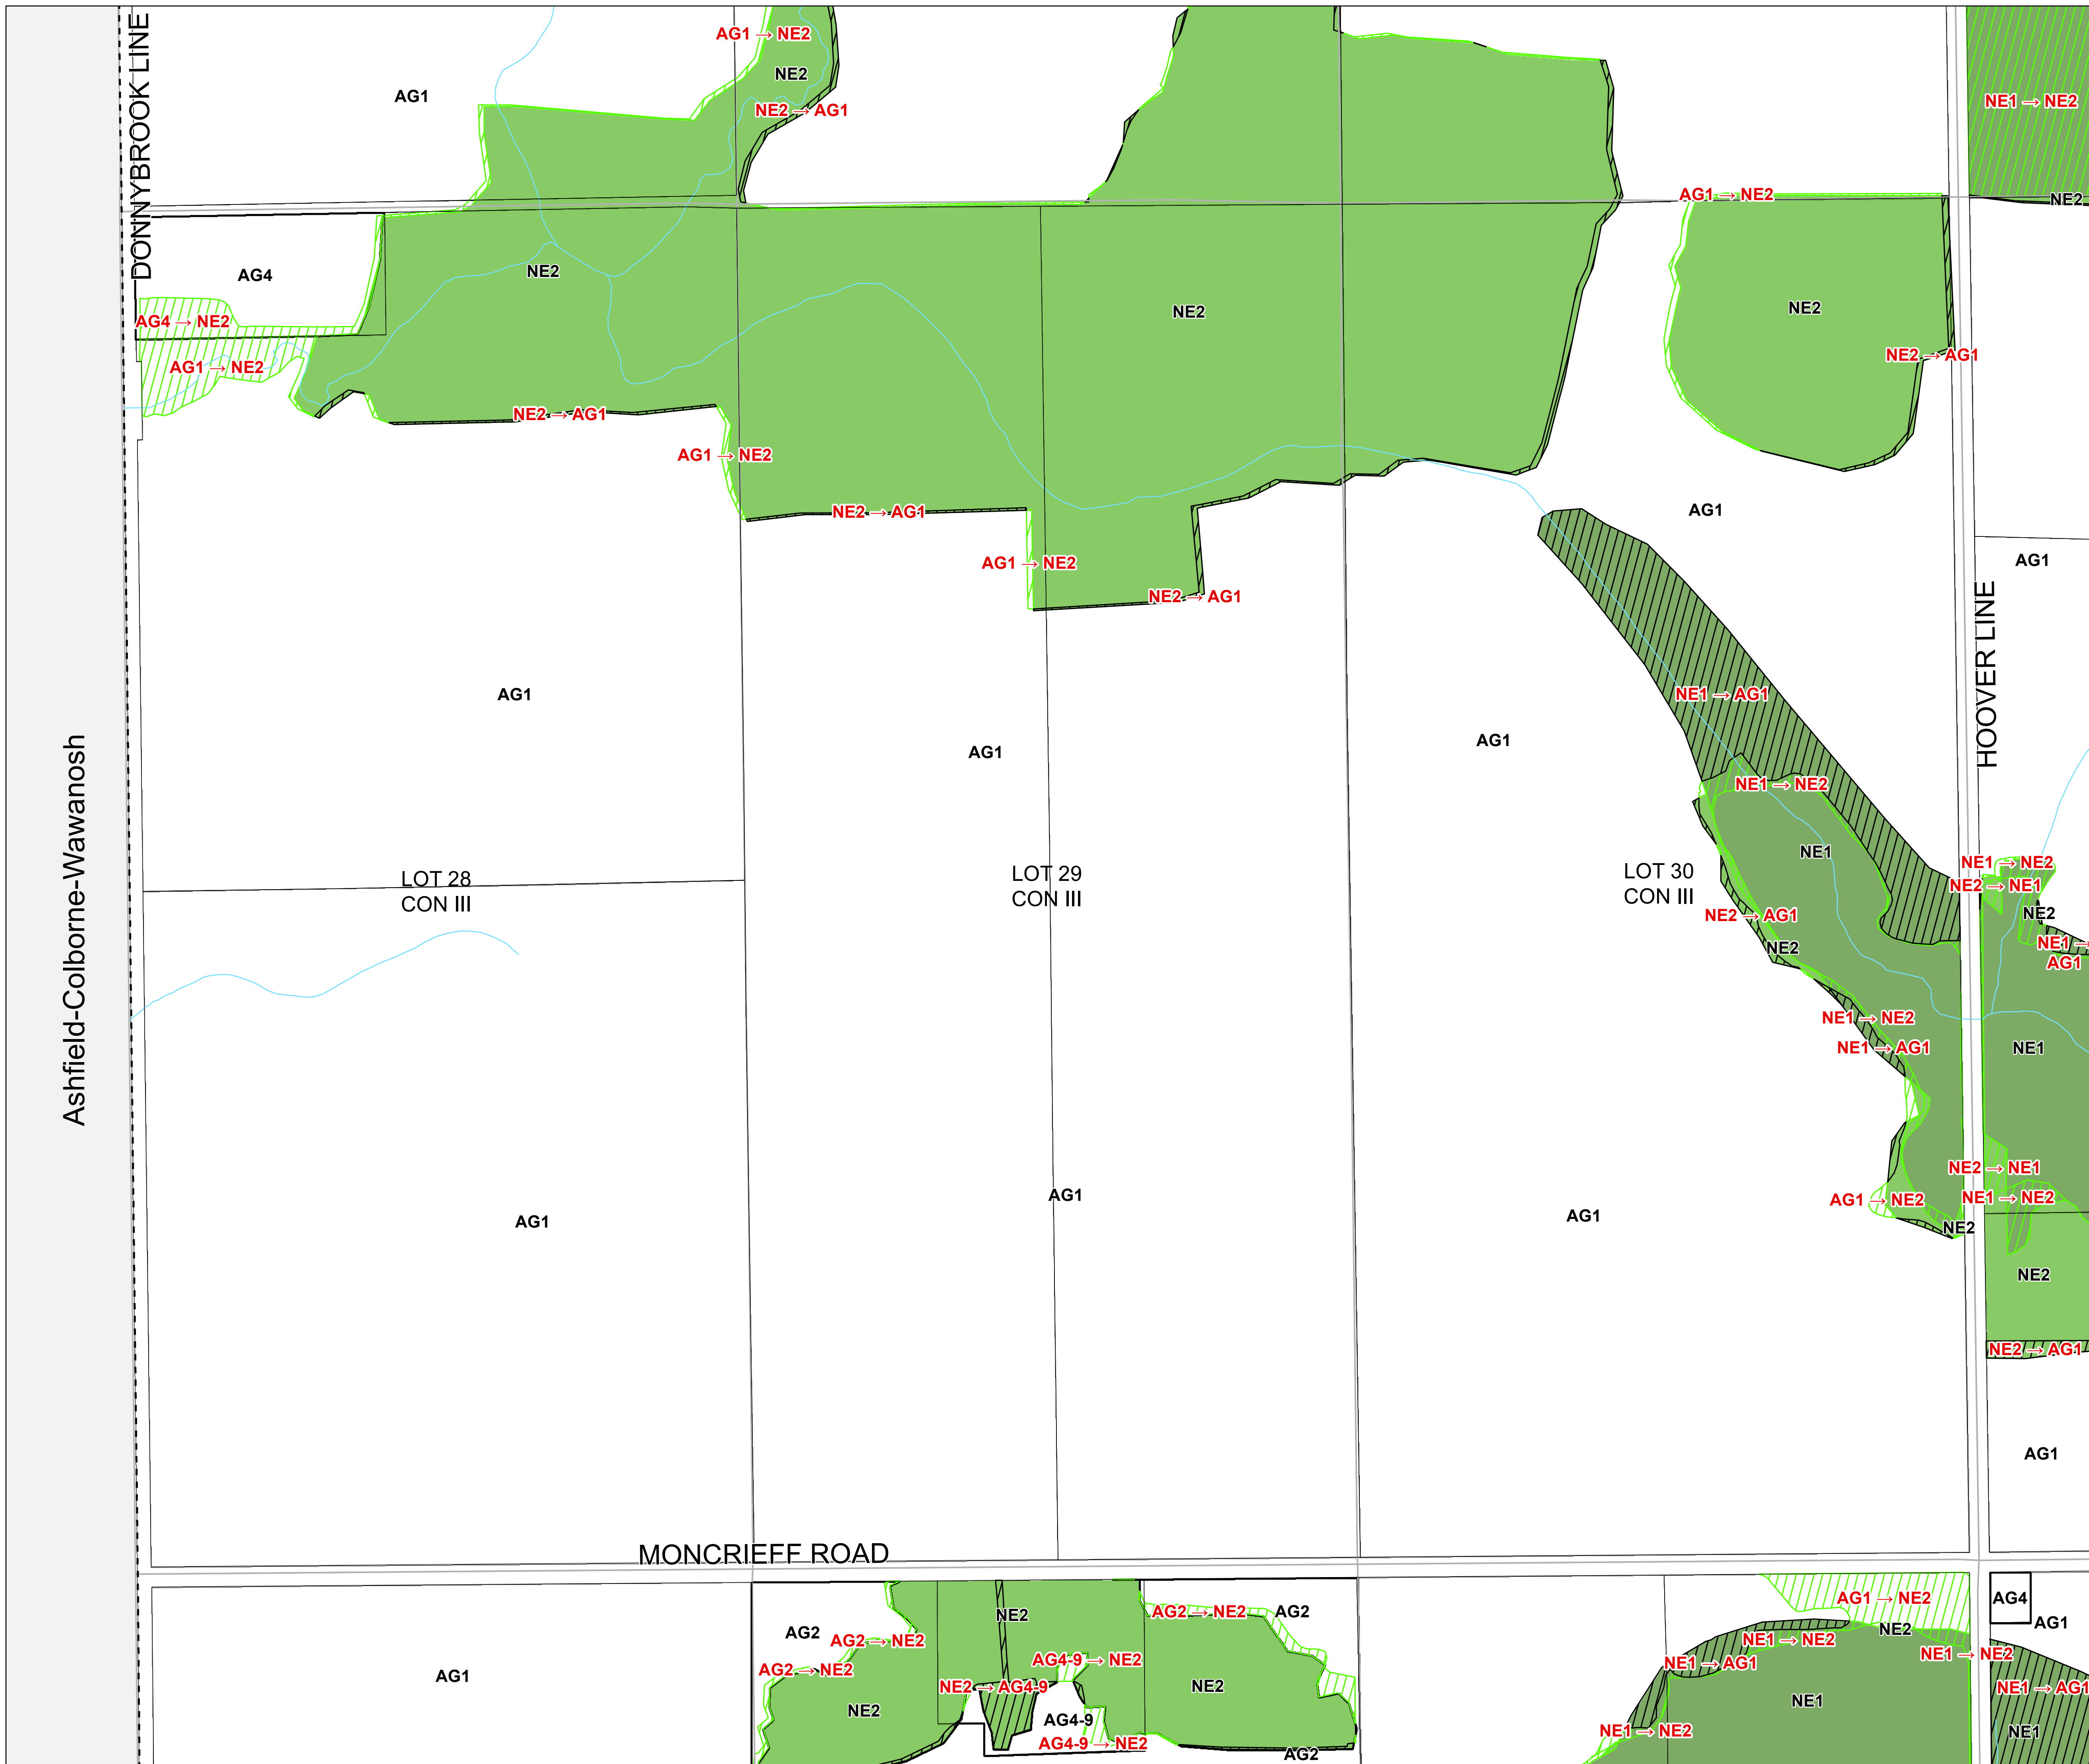 DONNYBROOK LINE
AG1 → NE2
NE2
AG1
NE2 → AG1
NE1 → NE2
AG1 → NE2
NE2
AG4
NE2
NE2
NE2
AG4 → NE2
NE2 → AG1
AG1 → NE2
NE2 → AG1
AG1 → NE2
NE2 → AG1
AG1
AG1 → NE2
AG1
NE2 → AG1
HOOVER LINE
AG1
NE1 → AG1
AG1
AG1
NE1 → NE2
Ashfield-Colborne-Wawanosh
NE1
NE1 → NE2
LOT 28
CON III
LOT 29
CON III
LOT 30
CON III
NE2 → NE1
NE2
NE2 → AG1
NE2
NE1 →
AG1
NE1 → NE2
NE1 → AG1
NE1
NE2 → NE1
AG1
AG1 → NE2
NE1 → NE2
AG1
AG1
NE2
NE2
NE2 → AG1
AG1
MONCRIEFF ROAD
AG1 → NE2
AG4
NE2
AG2 → NE2
AG2
AG1
AG2
AG2 → NE2
NE1 → NE2
NE2
NE1 → NE2
AG4-9 → NE2
NE1 → AG1
AG2 → NE2
AG1
NE2 → AG4-9
NE2
NE1 → AG1
NE1
NE2
AG4-9
NE1 → NE2
NE1
AG4-9 → NE2
AG2